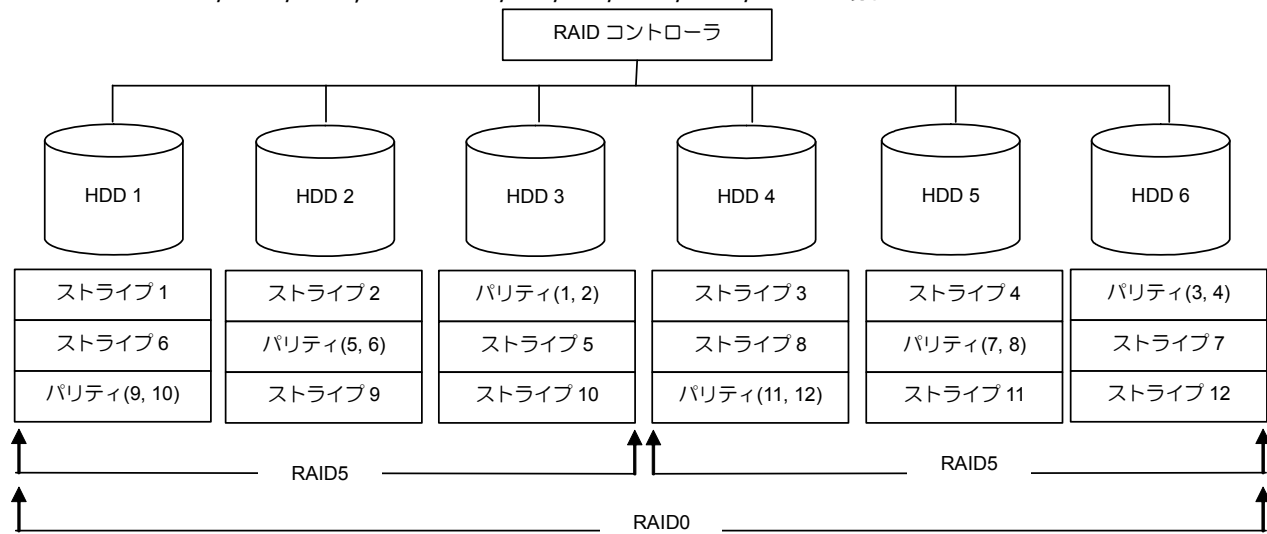 RAID コントローラ
HDD 1 HDD 2 HDD 3 HDD 4 HDD 5 HDD 6
ストライプ 1 ストライプ 2 パリティ(1, 2) ストライプ 3 ストライプ 4 パリティ(3, 4)
ストライプ 6 パリティ(5, 6) ストライプ 5 ストライプ 8 パリティ(7, 8) ストライプ 7
パリティ(9, 10) ストライプ 9 ストライプ 10 パリティ(11, 12) ストライプ 11 ストライプ 12
RAID5 RAID5
RAID0